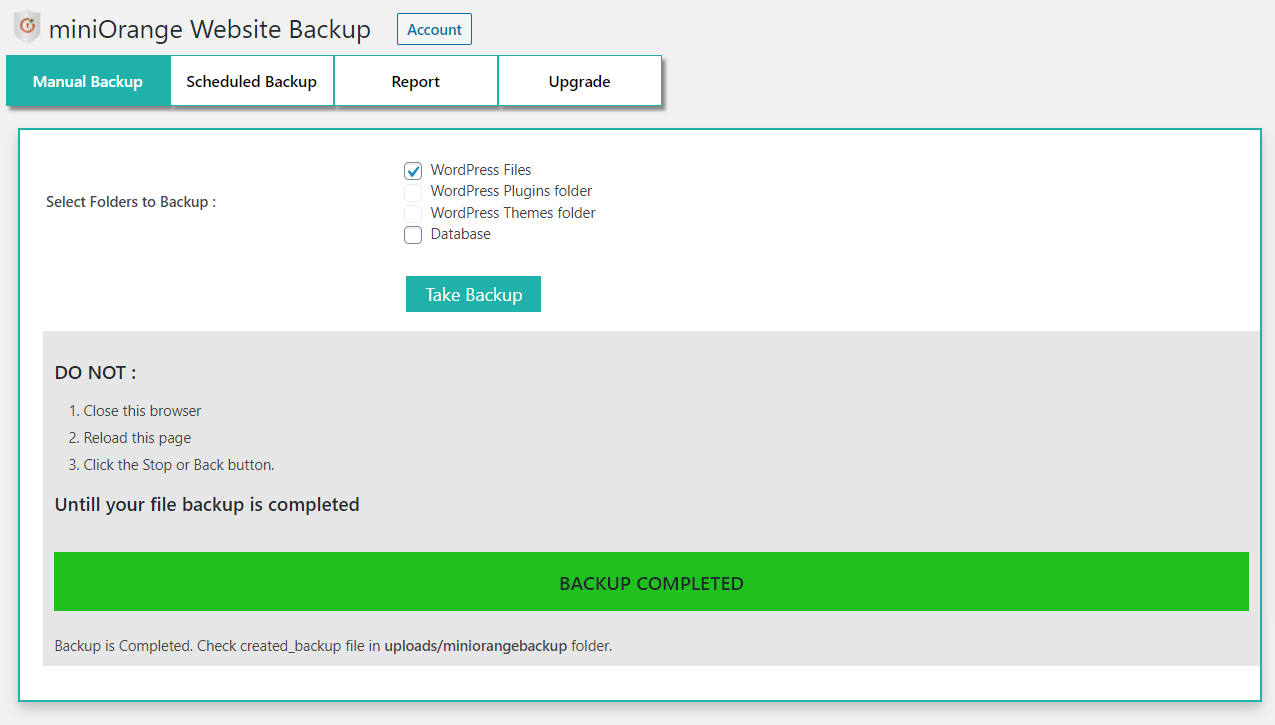 miniOrange Website Backup
Account
Manual Backup
Scheduled Backup
Report
Upgrade
Select Folders to Backup :
WordPress Files
WordPress Plugins folder
WordPress Themes folder
Database
Take Backup
DO NOT :
1. Close this browser
2. Reload this page
3. Click the Stop or Back button.
Untill your file backup is completed
BACKUP COMPLETED
Backup is Completed. Check created_backup file in uploads/miniorangebackup folder.